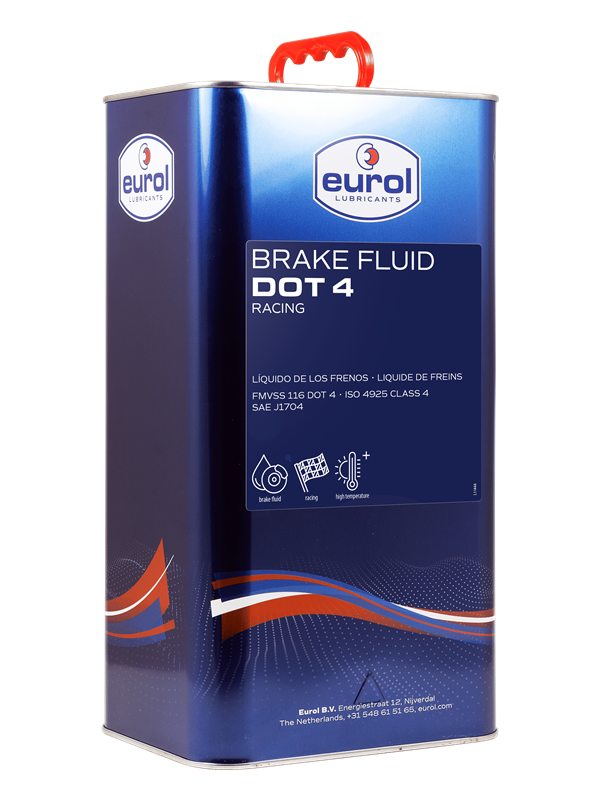 eurol
LUBRICANTS
eurol
LUBRICANTS
BRAKE FLUID
DOT 4
RACING
LÍQUIDO DE LOS FRENOS · LIQUIDE DE FREINS
FMVSS 116 DOT 4 · ISO 4925 CLASS 4
SAE J1704
brake fluid
racing
high temperature
Eurol B.V. Energiestraat 12, Nijverdal
The Netherlands, +31 548 61 51 65, eurol.com